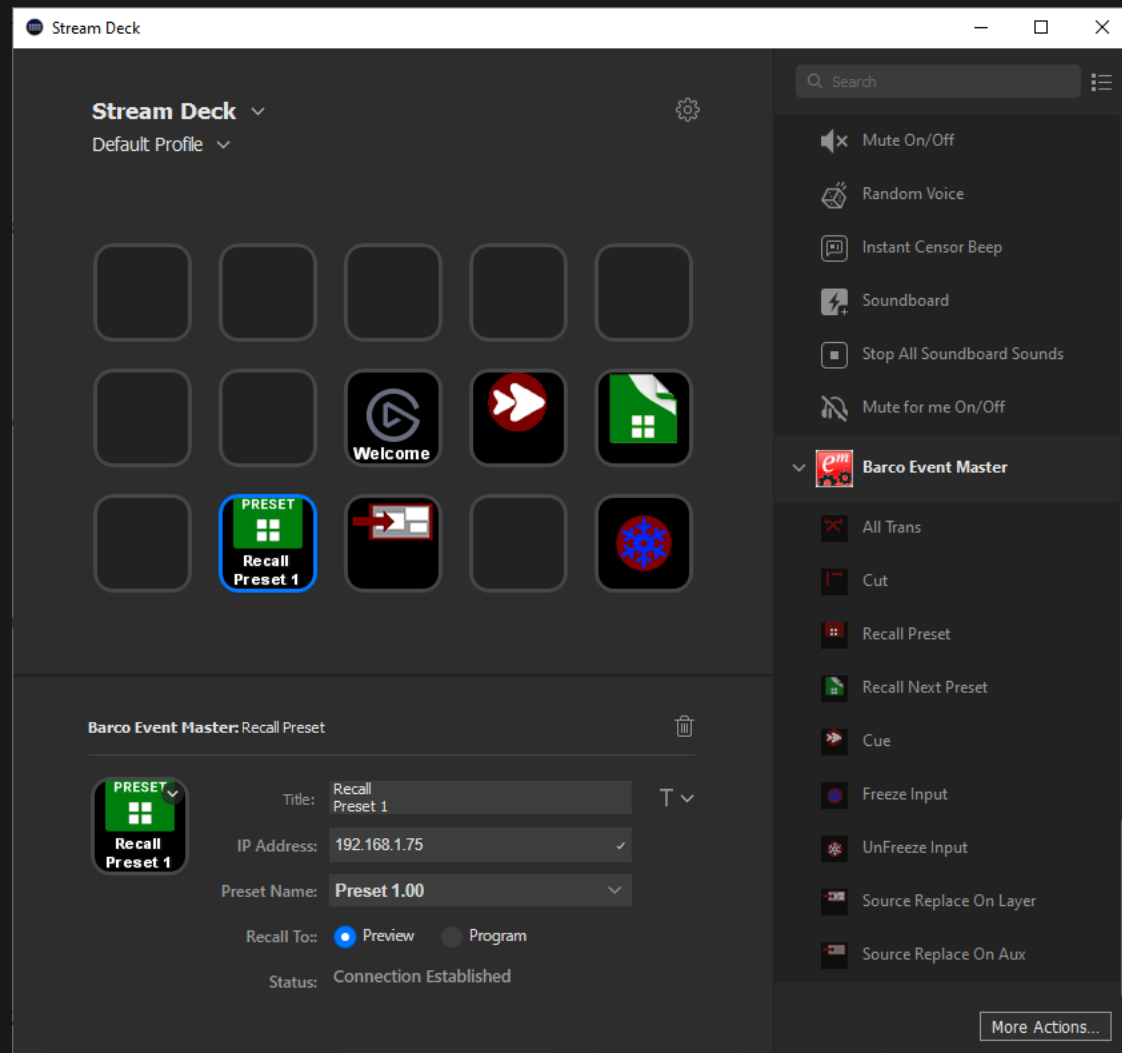 Stream Deck
Stream Deck
Default Profile
Welcome
PRESET
Recall
Preset 1
Barco Event Master: Recall Preset
PRESET
Recall
Preset 1
Title:
Recall
Preset 1
T
IP Address:
192.168.1.75
Preset Name:
Preset 1.00
Recall To::
Preview
Program
Status:
Connection Established
Search
Mute On/Off
Random Voice
Instant Censor Beep
Soundboard
Stop All Soundboard Sounds
Mute for me On/Off
em
Barco Event Master
All Trans
Cut
Recall Preset
Recall Next Preset
Cue
Freeze Input
UnFreeze Input
Source Replace On Layer
Source Replace On Aux
More Actions...